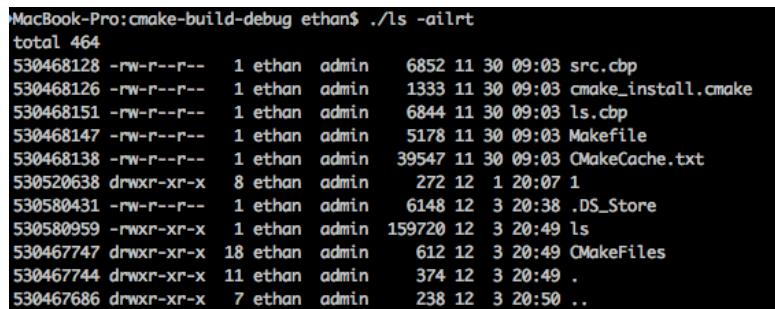 MacBook-Pro:cmake-build-debug ethan$ ./ls -ailrt
total 464
530468128 -rw-r--r--   1 ethan  admin    6852 11 30 09:03 src.cbp
530468126 -rw-r--r--   1 ethan  admin    1333 11 30 09:03 cmake_install.cmake
530468151 -rw-r--r--   1 ethan  admin    6844 11 30 09:03 ls.cbp
530468147 -rw-r--r--   1 ethan  admin    5178 11 30 09:03 Makefile
530468138 -rw-r--r--   1 ethan  admin   39547 11 30 09:03 CMakeCache.txt
530520638 drwxr-xr-x   8 ethan  admin     272 12  1 20:07 1
530580431 -rw-r--r--   1 ethan  admin    6148 12  3 20:38 .DS_Store
530580959 -rwxr-xr-x   1 ethan  admin  159720 12  3 20:49 ls
530467747 drwxr-xr-x  18 ethan  admin     612 12  3 20:49 CMakeFiles
530467744 drwxr-xr-x  11 ethan  admin     374 12  3 20:49 .
530467686 drwxr-xr-x   7 ethan  admin     238 12  3 20:50 ..